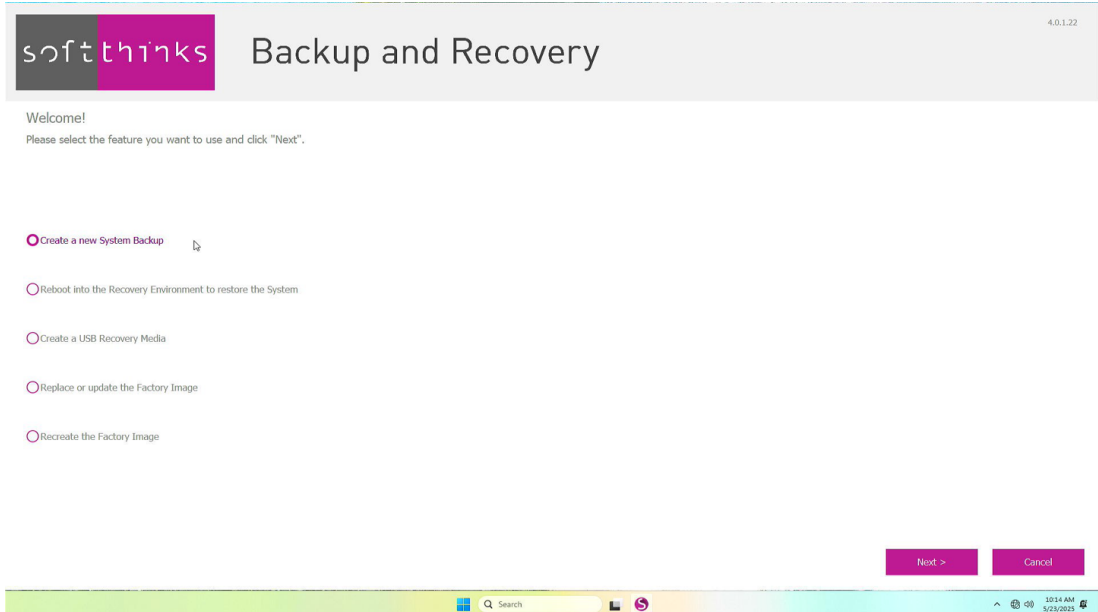 4.0.1.22
softthinks
Backup and Recovery
Welcome!
Please select the feature you want to use and click "Next".
Create a new System Backup
Reboot into the Recovery Environment to restore the System
Create a USB Recovery Media
Replace or update the Factory Image
Recreate the Factory Image
Next >
Cancel
Search
S
10:14 AM
5/23/2025